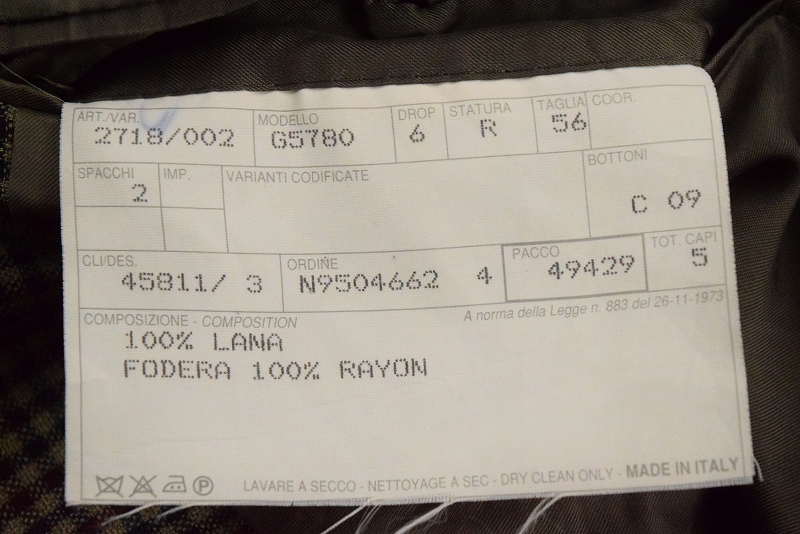 ART./VAR. MODELLO DROP STATURA TAGLIA COOR.
2718/002 G5780 6 R 56
SPACCHI IMP. VARIANTI CODIFICATE BOTTONI
2 C 09
CLI/DES. ORDINE PACCO TOT. CAPI
45811/ 3 N9504662 4 49429 5
COMPOSIZIONE - COMPOSITION A norma della Legge n. 883 del 26-11-1973
100% LANA
FODERA 100% RAYON
P LAVARE A SECCO - NETTOYAGE A SEC - DRY CLEAN ONLY - MADE IN ITALY